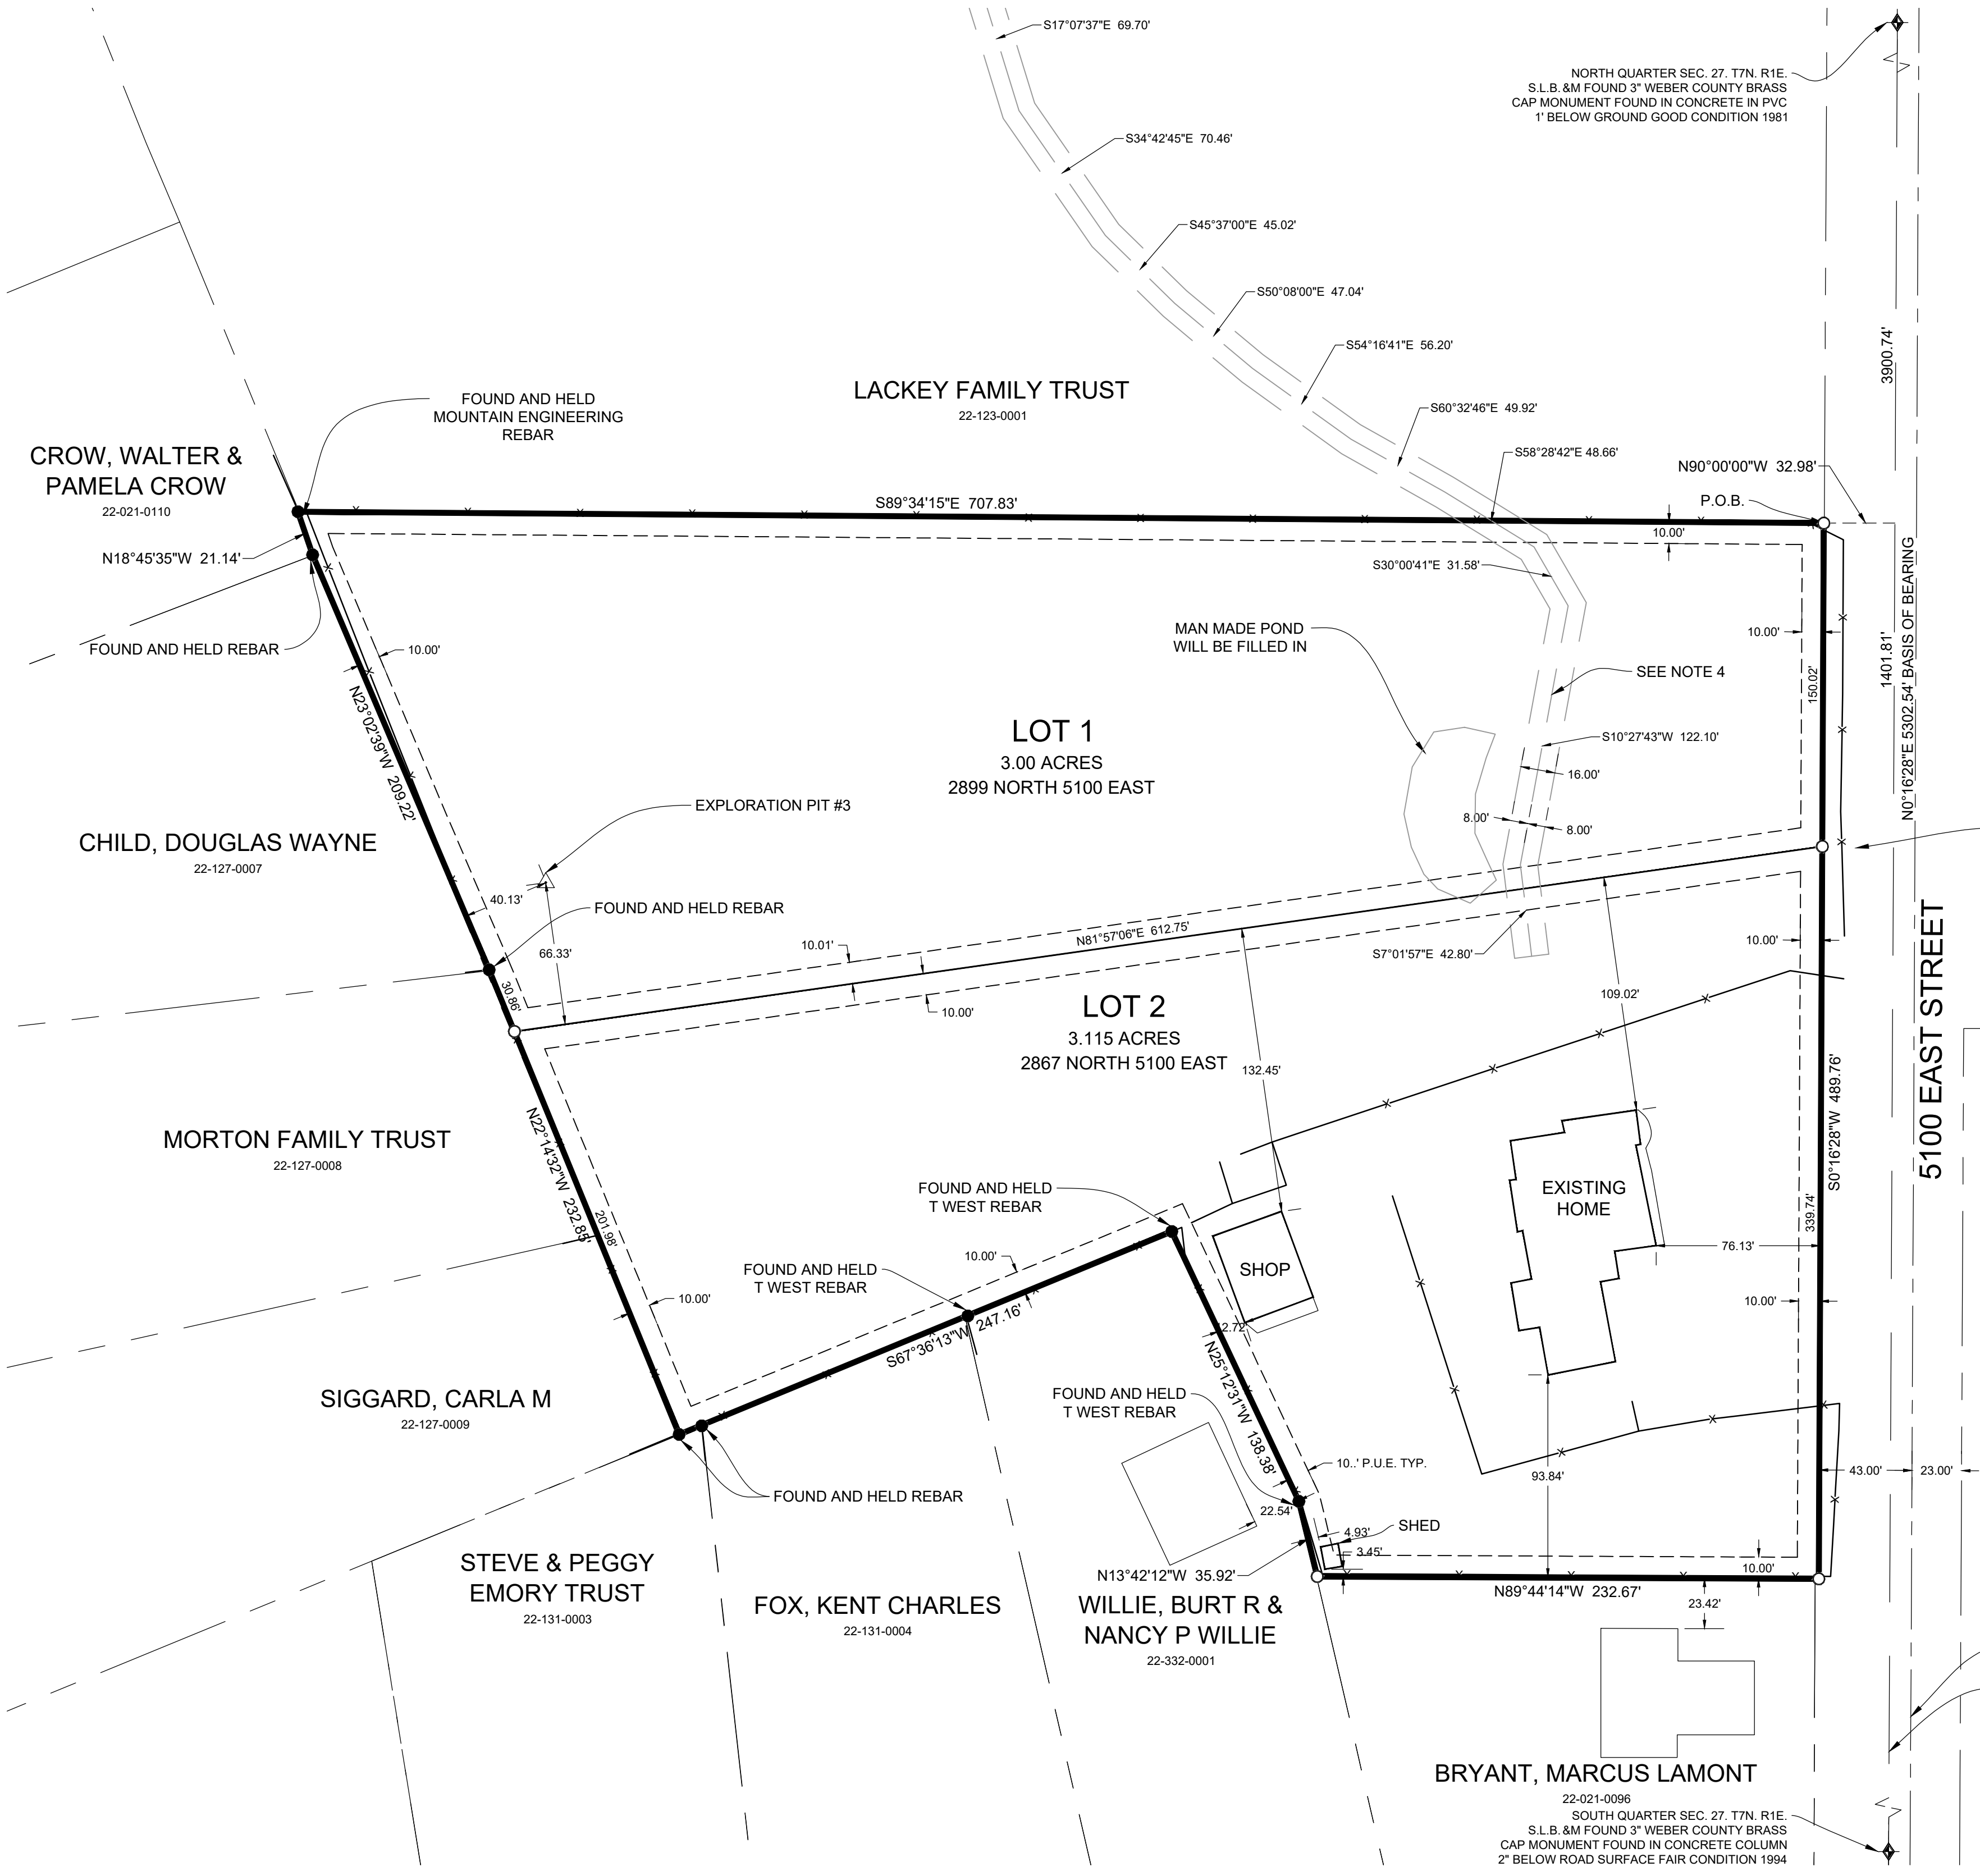 S17°07'37"E 69.70'
NORTH QUARTER SEC. 27. T7N. R1E.
S.L.B.&M FOUND 3" WEBER COUNTY BRASS
CAP MONUMENT FOUND IN CONCRETE IN PVC
1' BELOW GROUND GOOD CONDITION 1981
S34°42'45"E 70.46'
S45°37'00"E 45.02'
S50°08'00"E 47.04'
S54°16'41"E 56.20'
3900.74'
LACKEY FAMILY TRUST
22-123-0001
FOUND AND HELD
MOUNTAIN ENGINEERING
REBAR
S60°32'46"E 49.92'
CROW, WALTER &
PAMELA CROW
22-021-0110
S58°28'42"E 48.66'
N90°00'00"W 32.98'
P.O.B.
S89°34'15"E 707.83'
10.00'
N18°45'35"W 21.14'
S30°00'41"E 31.58'
FOUND AND HELD REBAR
10.00'
MAN MADE POND
WILL BE FILLED IN
10.00'
SEE NOTE 4
150.02'
1401.81'
N0°16'28"E 5302.54' BASIS OF BEARING
N23°02'39"W 209.22'
LOT 1
3.00 ACRES
2899 NORTH 5100 EAST
S10°27'43"W 122.10'
16.00'
EXPLORATION PIT #3
8.00'
8.00'
CHILD, DOUGLAS WAYNE
22-127-0007
40.13'
FOUND AND HELD REBAR
66.33'
10.01'
N81°57'06"E 612.75'
S7°01'57"E 42.80'
10.00'
30.86'
10.00'
109.02'
LOT 2
3.115 ACRES
2867 NORTH 5100 EAST
132.45'
5100 EAST STREET
S0°16'28"W 489.76'
MORTON FAMILY TRUST
22-127-0008
N22°14'32"W 232.85'
201.98'
FOUND AND HELD
T WEST REBAR
EXISTING
HOME
339.74'
76.13'
10.00'
FOUND AND HELD
T WEST REBAR
SHOP
10.00'
10.00'
12.72'
S67°36'13"W 247.16'
N25°12'31"W 138.38'
FOUND AND HELD
T WEST REBAR
SIGGARD, CARLA M
22-127-0009
10..' P.U.E. TYP.
93.84'
43.00'
23.00'
FOUND AND HELD REBAR
22.54'
4.93'
SHED
3.45'
10.00'
N13°42'12"W 35.92'
N89°44'14"W 232.67'
23.42'
STEVE & PEGGY
EMORY TRUST
22-131-0003
FOX, KENT CHARLES
22-131-0004
WILLIE, BURT R &
NANCY P WILLIE
22-332-0001
BRYANT, MARCUS LAMONT
22-021-0096
SOUTH QUARTER SEC. 27. T7N. R1E.
S.L.B.&M FOUND 3" WEBER COUNTY BRASS
CAP MONUMENT FOUND IN CONCRETE COLUMN
2" BELOW ROAD SURFACE FAIR CONDITION 1994